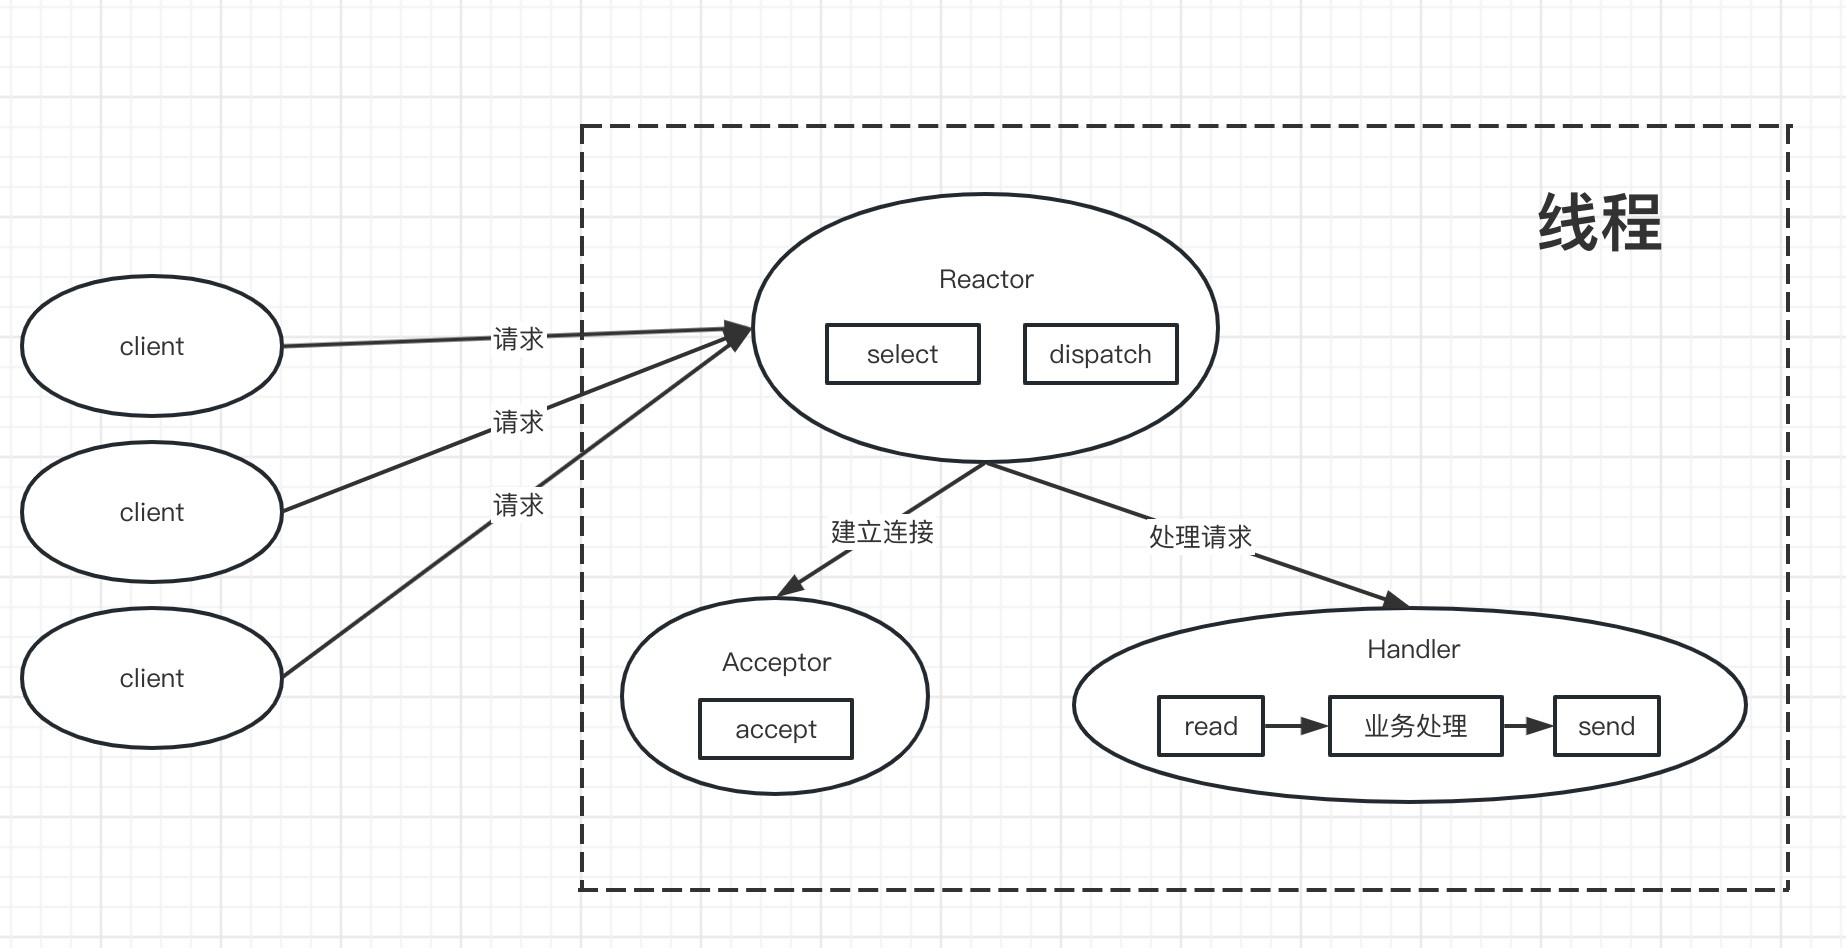 线程
Reactor
select
dispatch
client
请求
client
请求
client
请求
建立连接
处理请求
Acceptor
accept
Handler
read
业务处理
send